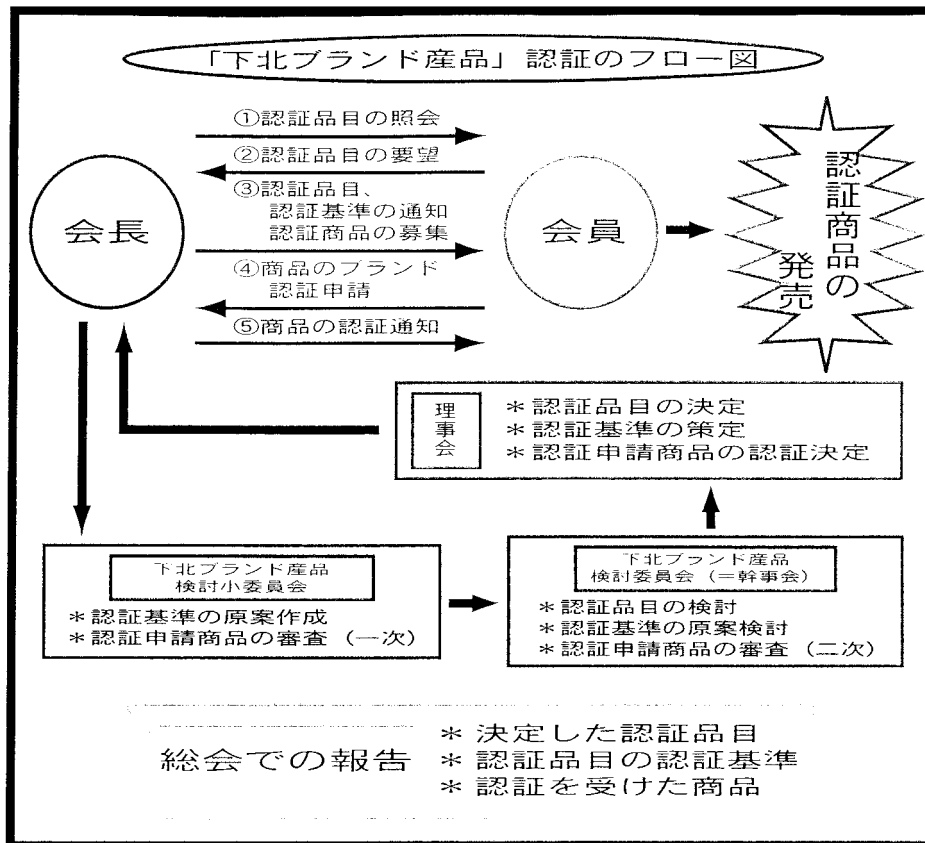 「下北ブランド産品」認証のフロー図
①認証品目の照会
②認証品目の要望
③認証品目、
認証基準の通知
認証商品の募集
④商品のブランド
認証申請
⑤商品の認証通知
会長
会員
認証商品の
発売
理事会
＊認証品目の決定
＊認証基準の策定
＊認証申請商品の認証決定
下北ブランド産品
検討小委員会
＊認証基準の原案作成
＊認証申請商品の審査（一次）
下北ブランド産品
検討委員会（＝幹事会）
＊認証品目の検討
＊認証基準の原案検討
＊認証申請商品の審査（二次）
総会での報告
＊決定した認証品目
＊認証品目の認証基準
＊認証を受けた商品